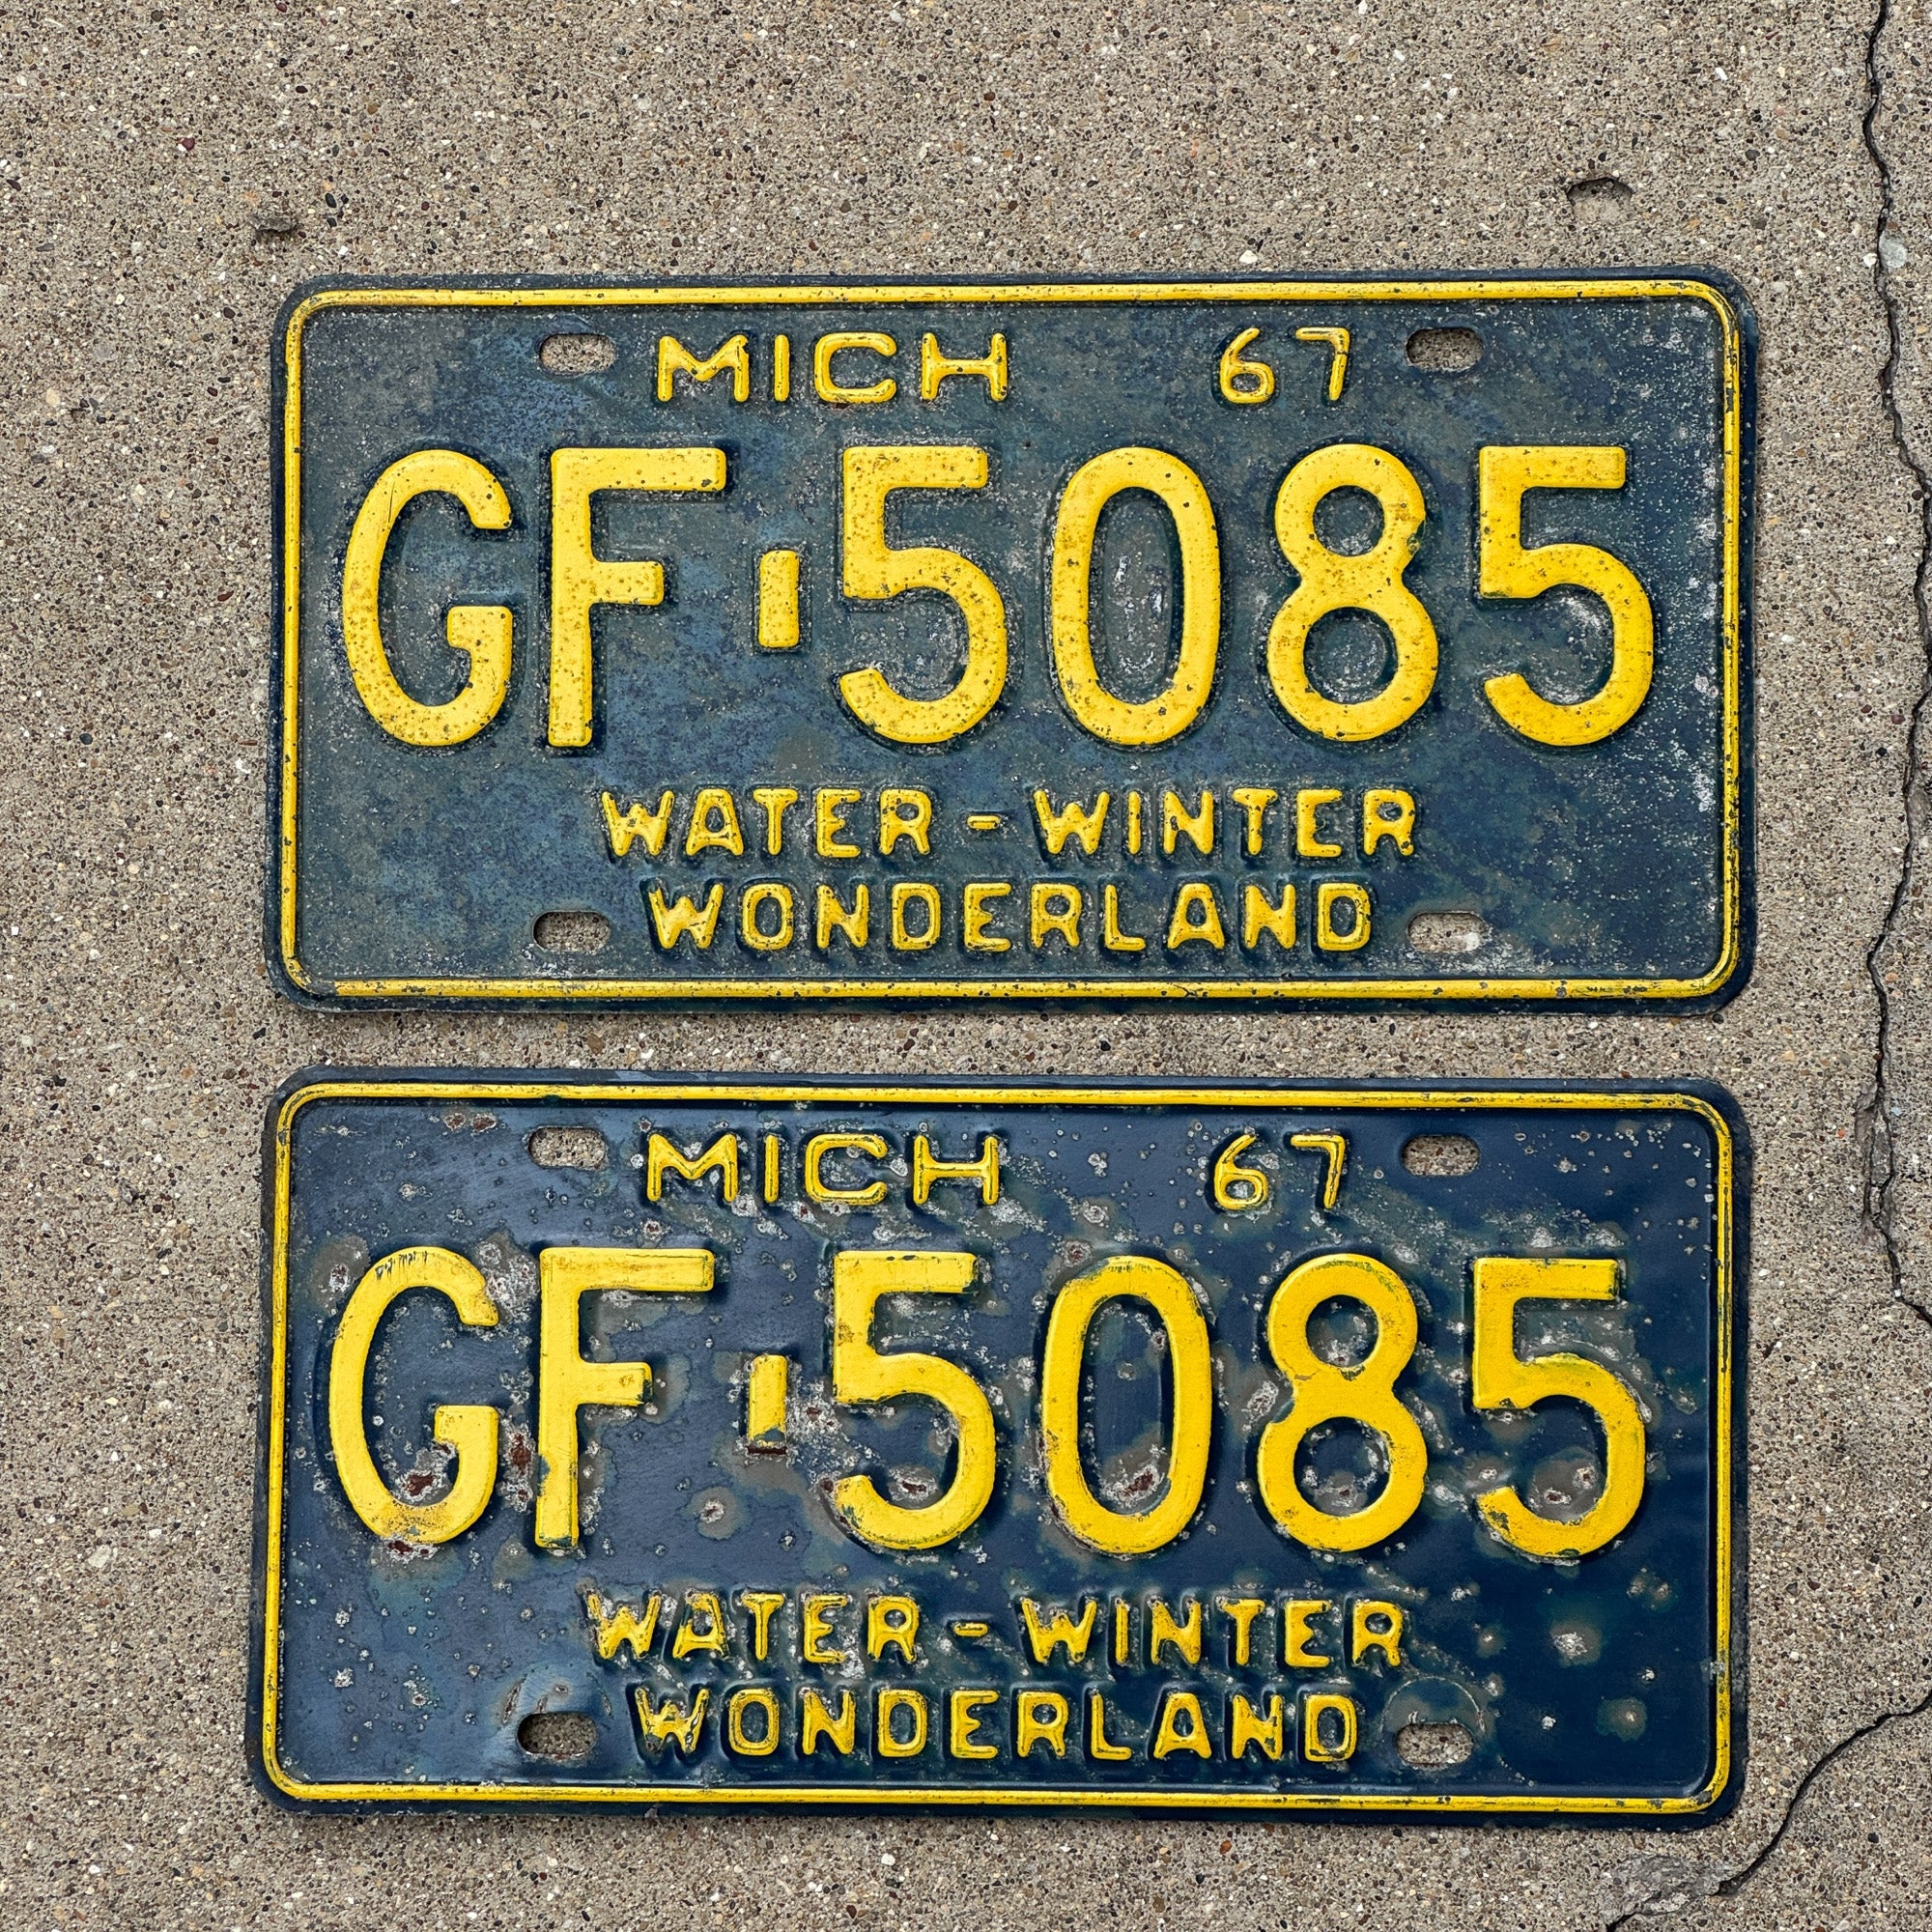 MICH 67
GF-5085
WATER - WINTER
WONDERLAND
MICH 67
GF-5085
WATER - WINTER
WONDERLAND